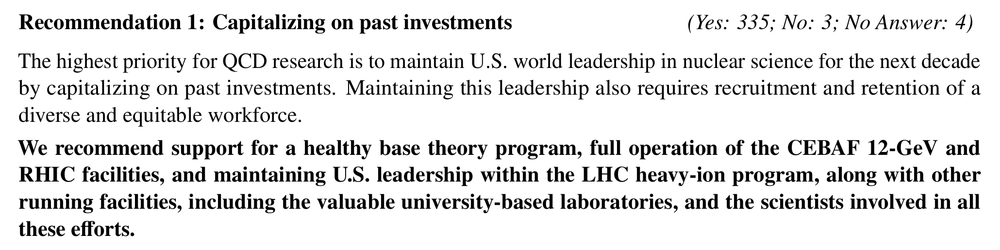 Recommendation 1: Capitalizing on past investments (Yes: 335; No: 3; No Answer: 4)
The highest priority for QCD research is to maintain U.S. world leadership in nuclear science for the next decade
by capitalizing on past investments. Maintaining this leadership also requires recruitment and retention of a
diverse and equitable workforce.
We recommend support for a healthy base theory program, full operation of the CEBAF 12-GeV and
RHIC facilities, and maintaining U.S. leadership within the LHC heavy-ion program, along with other
running facilities, including the valuable university-based laboratories, and the scientists involved in all
these efforts.